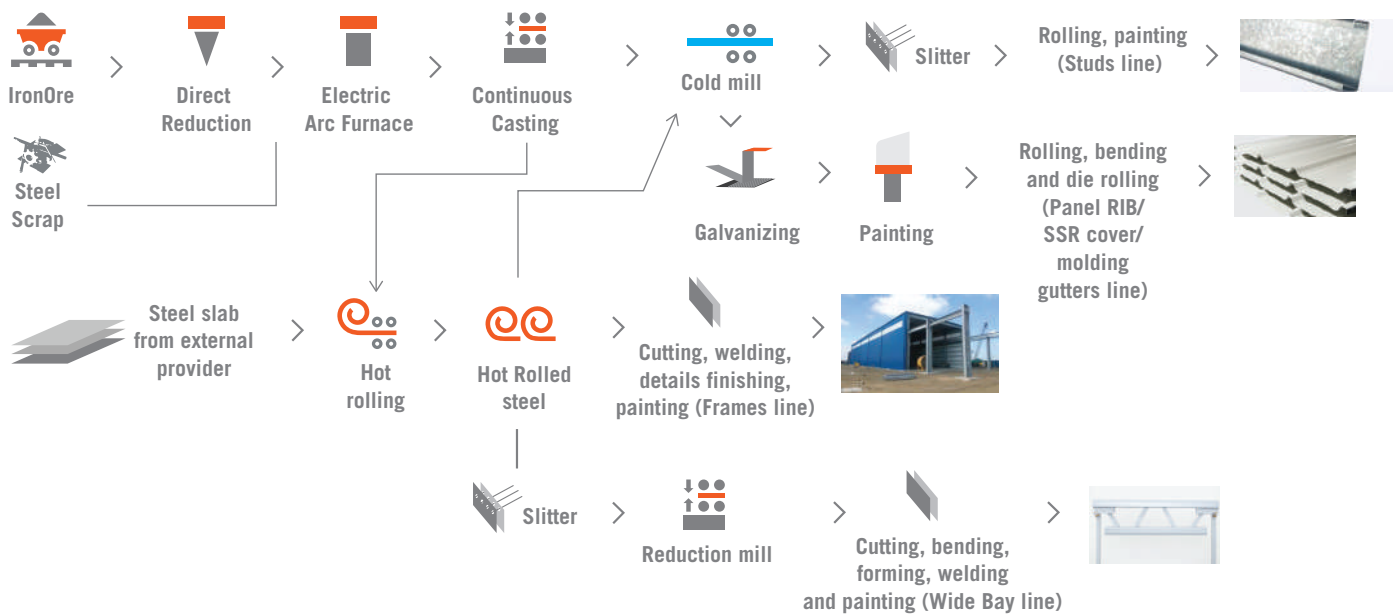 IronOre
Direct
Reduction
Electric
Arc Furnace
Continuous
Casting
Cold mill
Slitter
Rolling, painting
(Studs line)
Steel
Scrap
Galvanizing
Painting
Rolling, bending
and die rolling
(Panel RIB/
SSR cover/
molding
gutters line)
Steel slab
from external
provider
Hot
rolling
Hot Rolled
steel
Cutting, welding,
details finishing,
painting (Frames line)
Slitter
Reduction mill
Cutting, bending,
forming, welding
and painting (Wide Bay line)